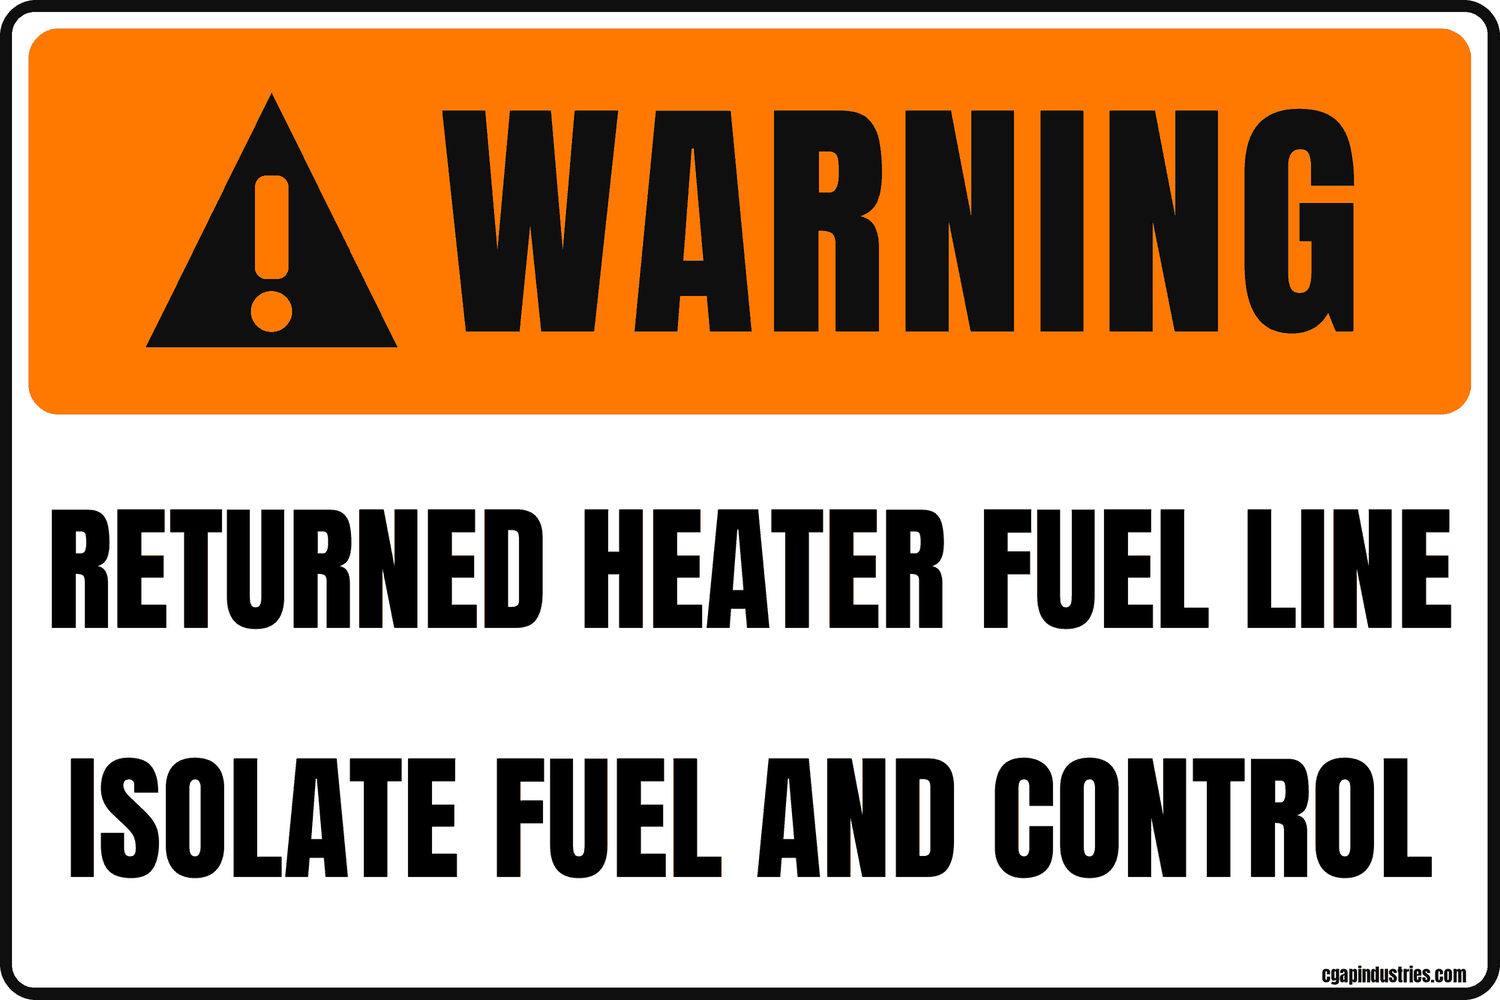 WARNING
RETURNED HEATER FUEL LINE
ISOLATE FUEL AND CONTROL
cgapindustries.com